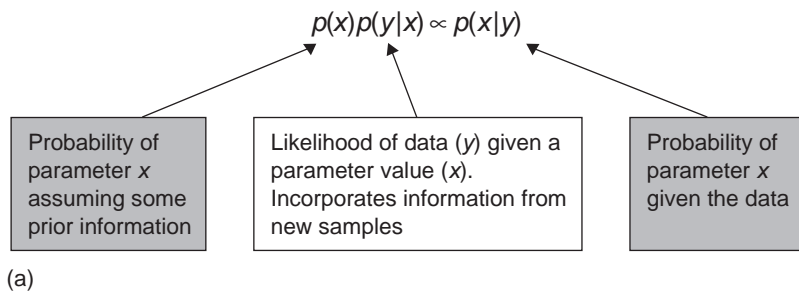 p(x)p(y|x) ∝ p(x|y)
Probability of
parameter x
assuming some
prior information
Likelihood of data (y) given a
parameter value (x).
Incorporates information from
new samples
Probability of
parameter x
given the data
(a)